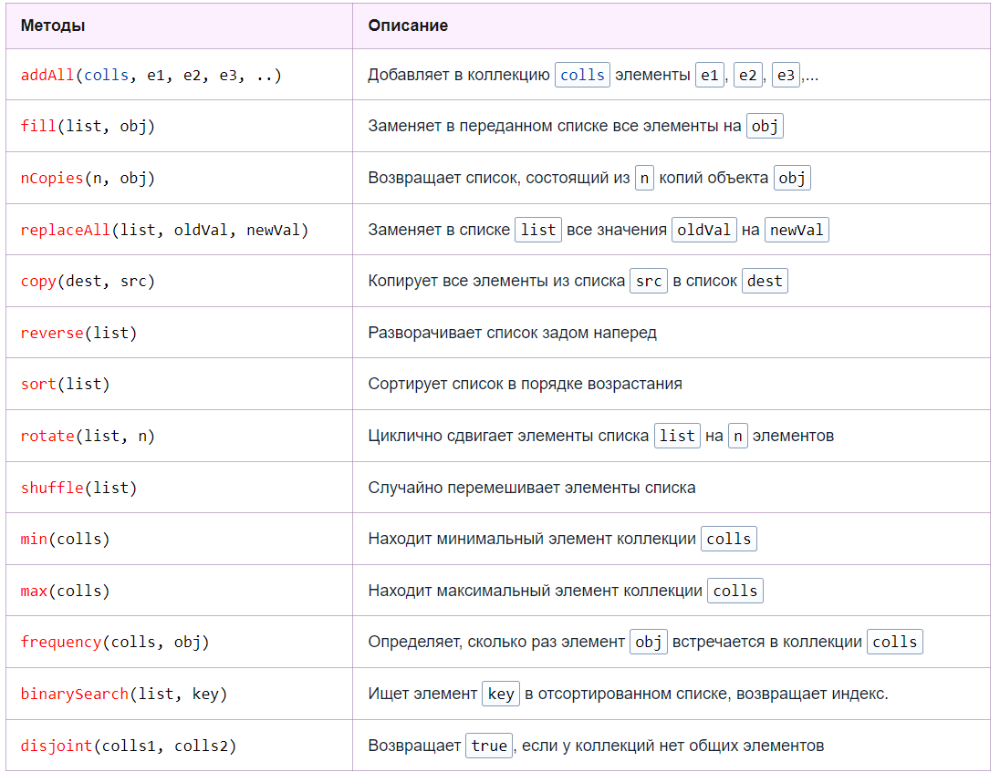 Методы Описание
addAll(colls, e1, e2, e3, ..) Добавляет в коллекцию colls элементы e1, e2, e3,...
fill(list, obj) Заменяет в переданном списке все элементы на obj
nCopies(n, obj) Возвращает список, состоящий из n копий объекта obj
replaceAll(list, oldVal, newVal) Заменяет в списке list все значения oldVal на newVal
copy(dest, src) Копирует все элементы из списка src в список dest
reverse(list) Разворачивает список задом наперед
sort(list) Сортирует список в порядке возрастания
rotate(list, n) Циклично сдвигает элементы списка list на n элементов
shuffle(list) Случайно перемешивает элементы списка
min(colls) Находит минимальный элемент коллекции colls
max(colls) Находит максимальный элемент коллекции colls
frequency(colls, obj) Определяет, сколько раз элемент obj встречается в коллекции colls
binarySearch(list, key) Ищет элемент key в отсортированном списке, возвращает индекс.
disjoint(colls1, colls2) Возвращает true, если у коллекций нет общих элементов